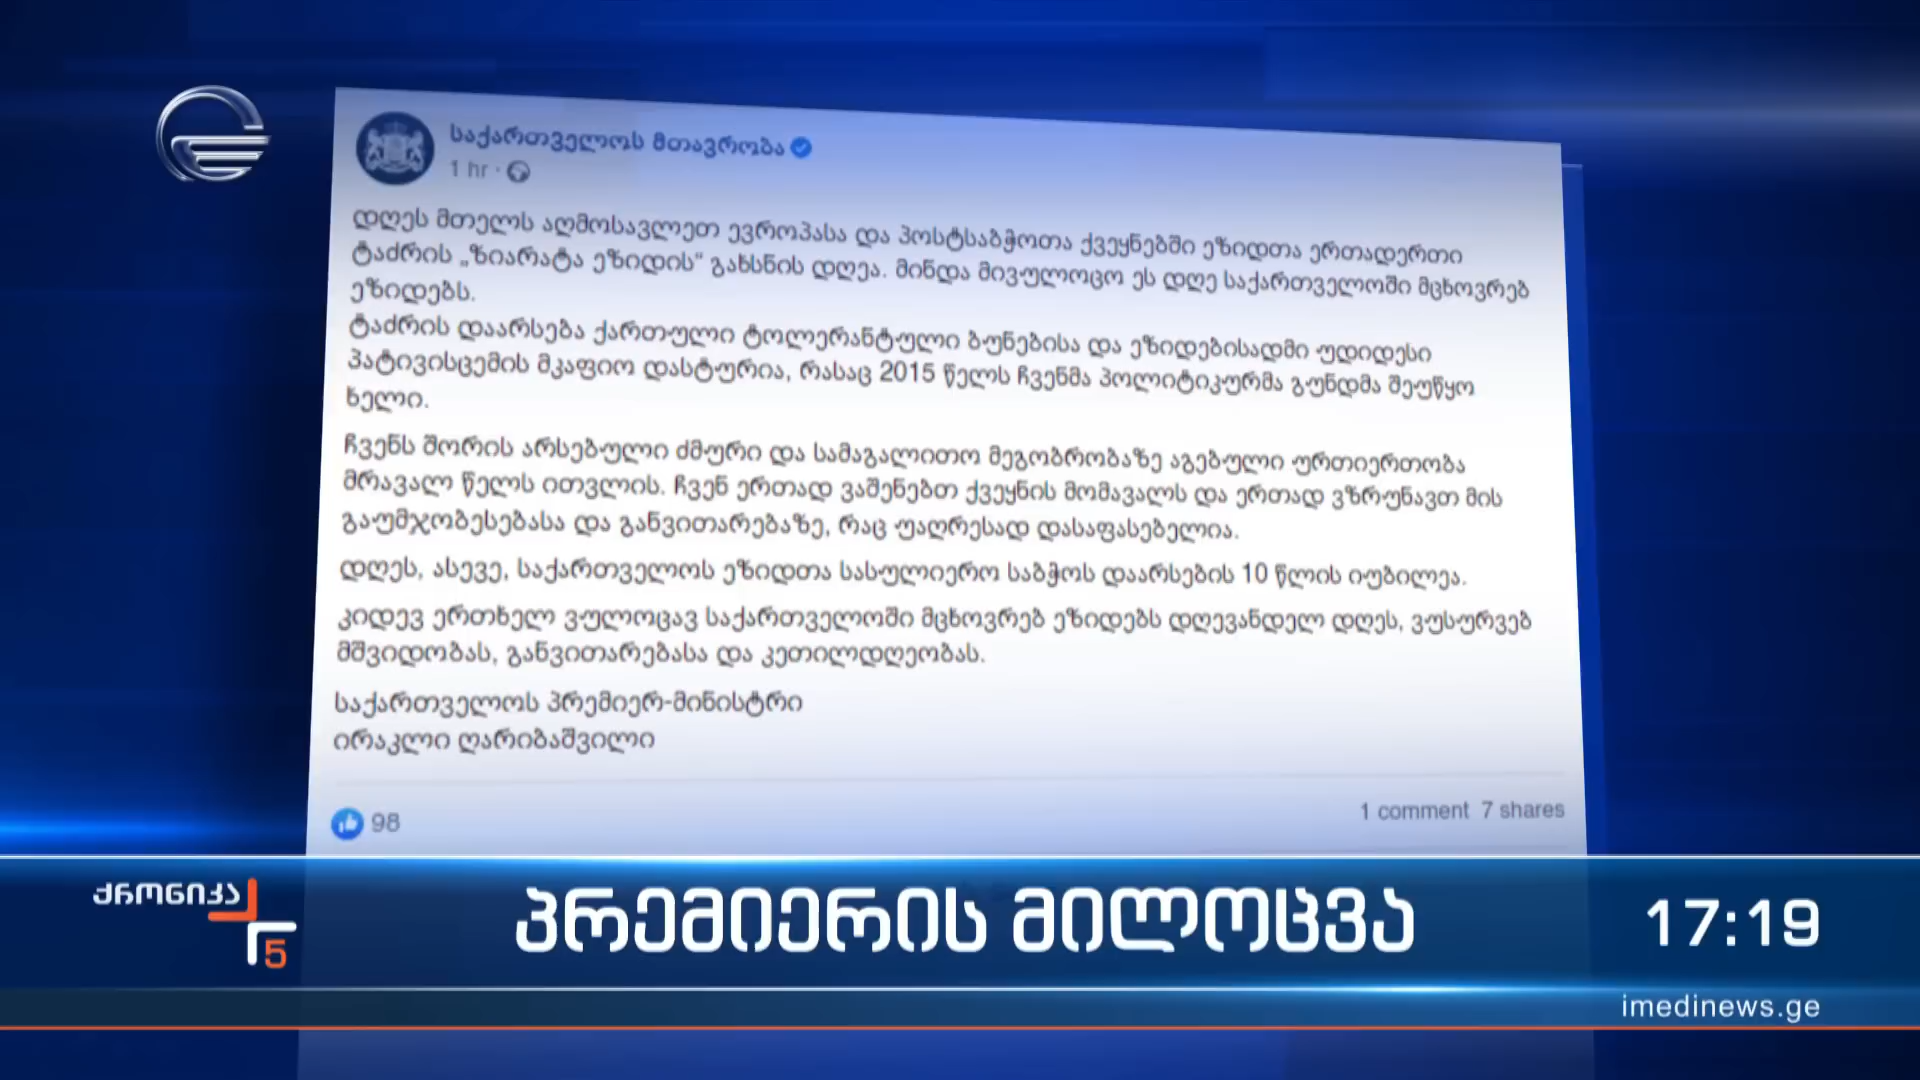 საქართველოს მთავრობა
1 hr ·
დღეს მთელს აღმოსავლეთ ევროპასა და პოსტსაბჭოთა ქვეყნებში ეზიდთა ერთადერთი
ტაძრის „ზიარატა ეზიდის“ გახსნის დღეა. მინდა მივულოცო ეს დღე საქართველოში მცხოვრებ
ეზიდებს.
ტაძრის დაარსება ქართული ტოლერანტული ბუნებისა და ეზიდებისადმი უდიდესი
პატივისცემის მკაფიო დასტურია, რასაც 2015 წელს ჩვენმა პოლიტიკურმა გუნდმა შეუწყო
ხელი.
ჩვენს შორის არსებული ძმური და სამაგალითო მეგობრობაზე აგებული ურთიერთობა
მრავალ წელს ითვლის. ჩვენ ერთად ვაშენებთ ქვეყნის მომავალს და ერთად ვზრუნავთ მის
გაუმჯობესებასა და განვითარებაზე, რაც უაღრესად დასაფასებელია.
დღეს, ასევე, საქართველოს ეზიდთა სასულიერო საბჭოს დაარსების 10 წლის იუბილეა.
კიდევ ერთხელ ვულოცავ საქართველოში მცხოვრებ ეზიდებს დღევანდელ დღეს, ვუსურვებ
მშვიდობას, განვითარებასა და კეთილდღეობას.
საქართველოს პრემიერ-მინისტრი
ირაკლი ღარიბაშვილი
98
1 comment 7 shares
ქრონიკა
5
პრემიერის მილოცვა
17:19
imedinews.ge